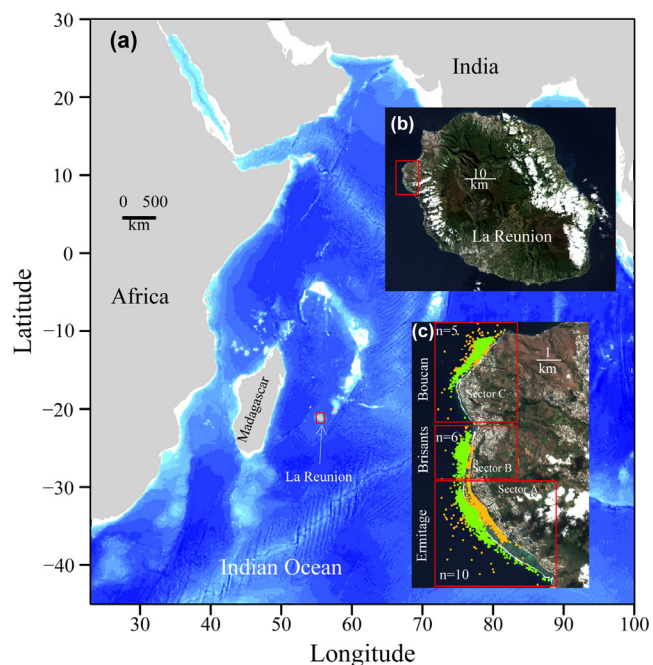 (a)
30
20
10
0
−10
−20
−30
−40
Latitude
India
0 500
km
Africa
Madagascar
La Reunion
Indian Ocean
30 40 50 60 70 80 90 100
Longitude
(b)
10
km
La Reunion
(c)
n=5
1
km
Boucan
Sector C
n=6
Brisants
Sector B
Sector A
Ermitage
n=10